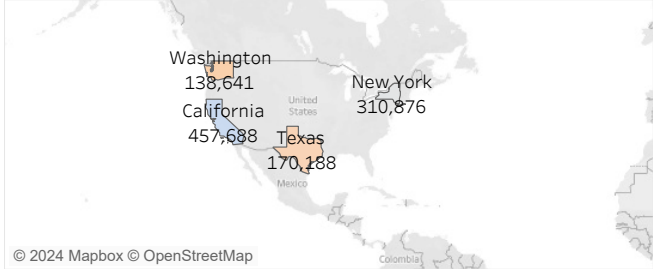 Washington
138,641
New York
310,876
California
457,688
United
States
Texas
170,188
Mexico
Colombia
© 2024 Mapbox © OpenStreetMap